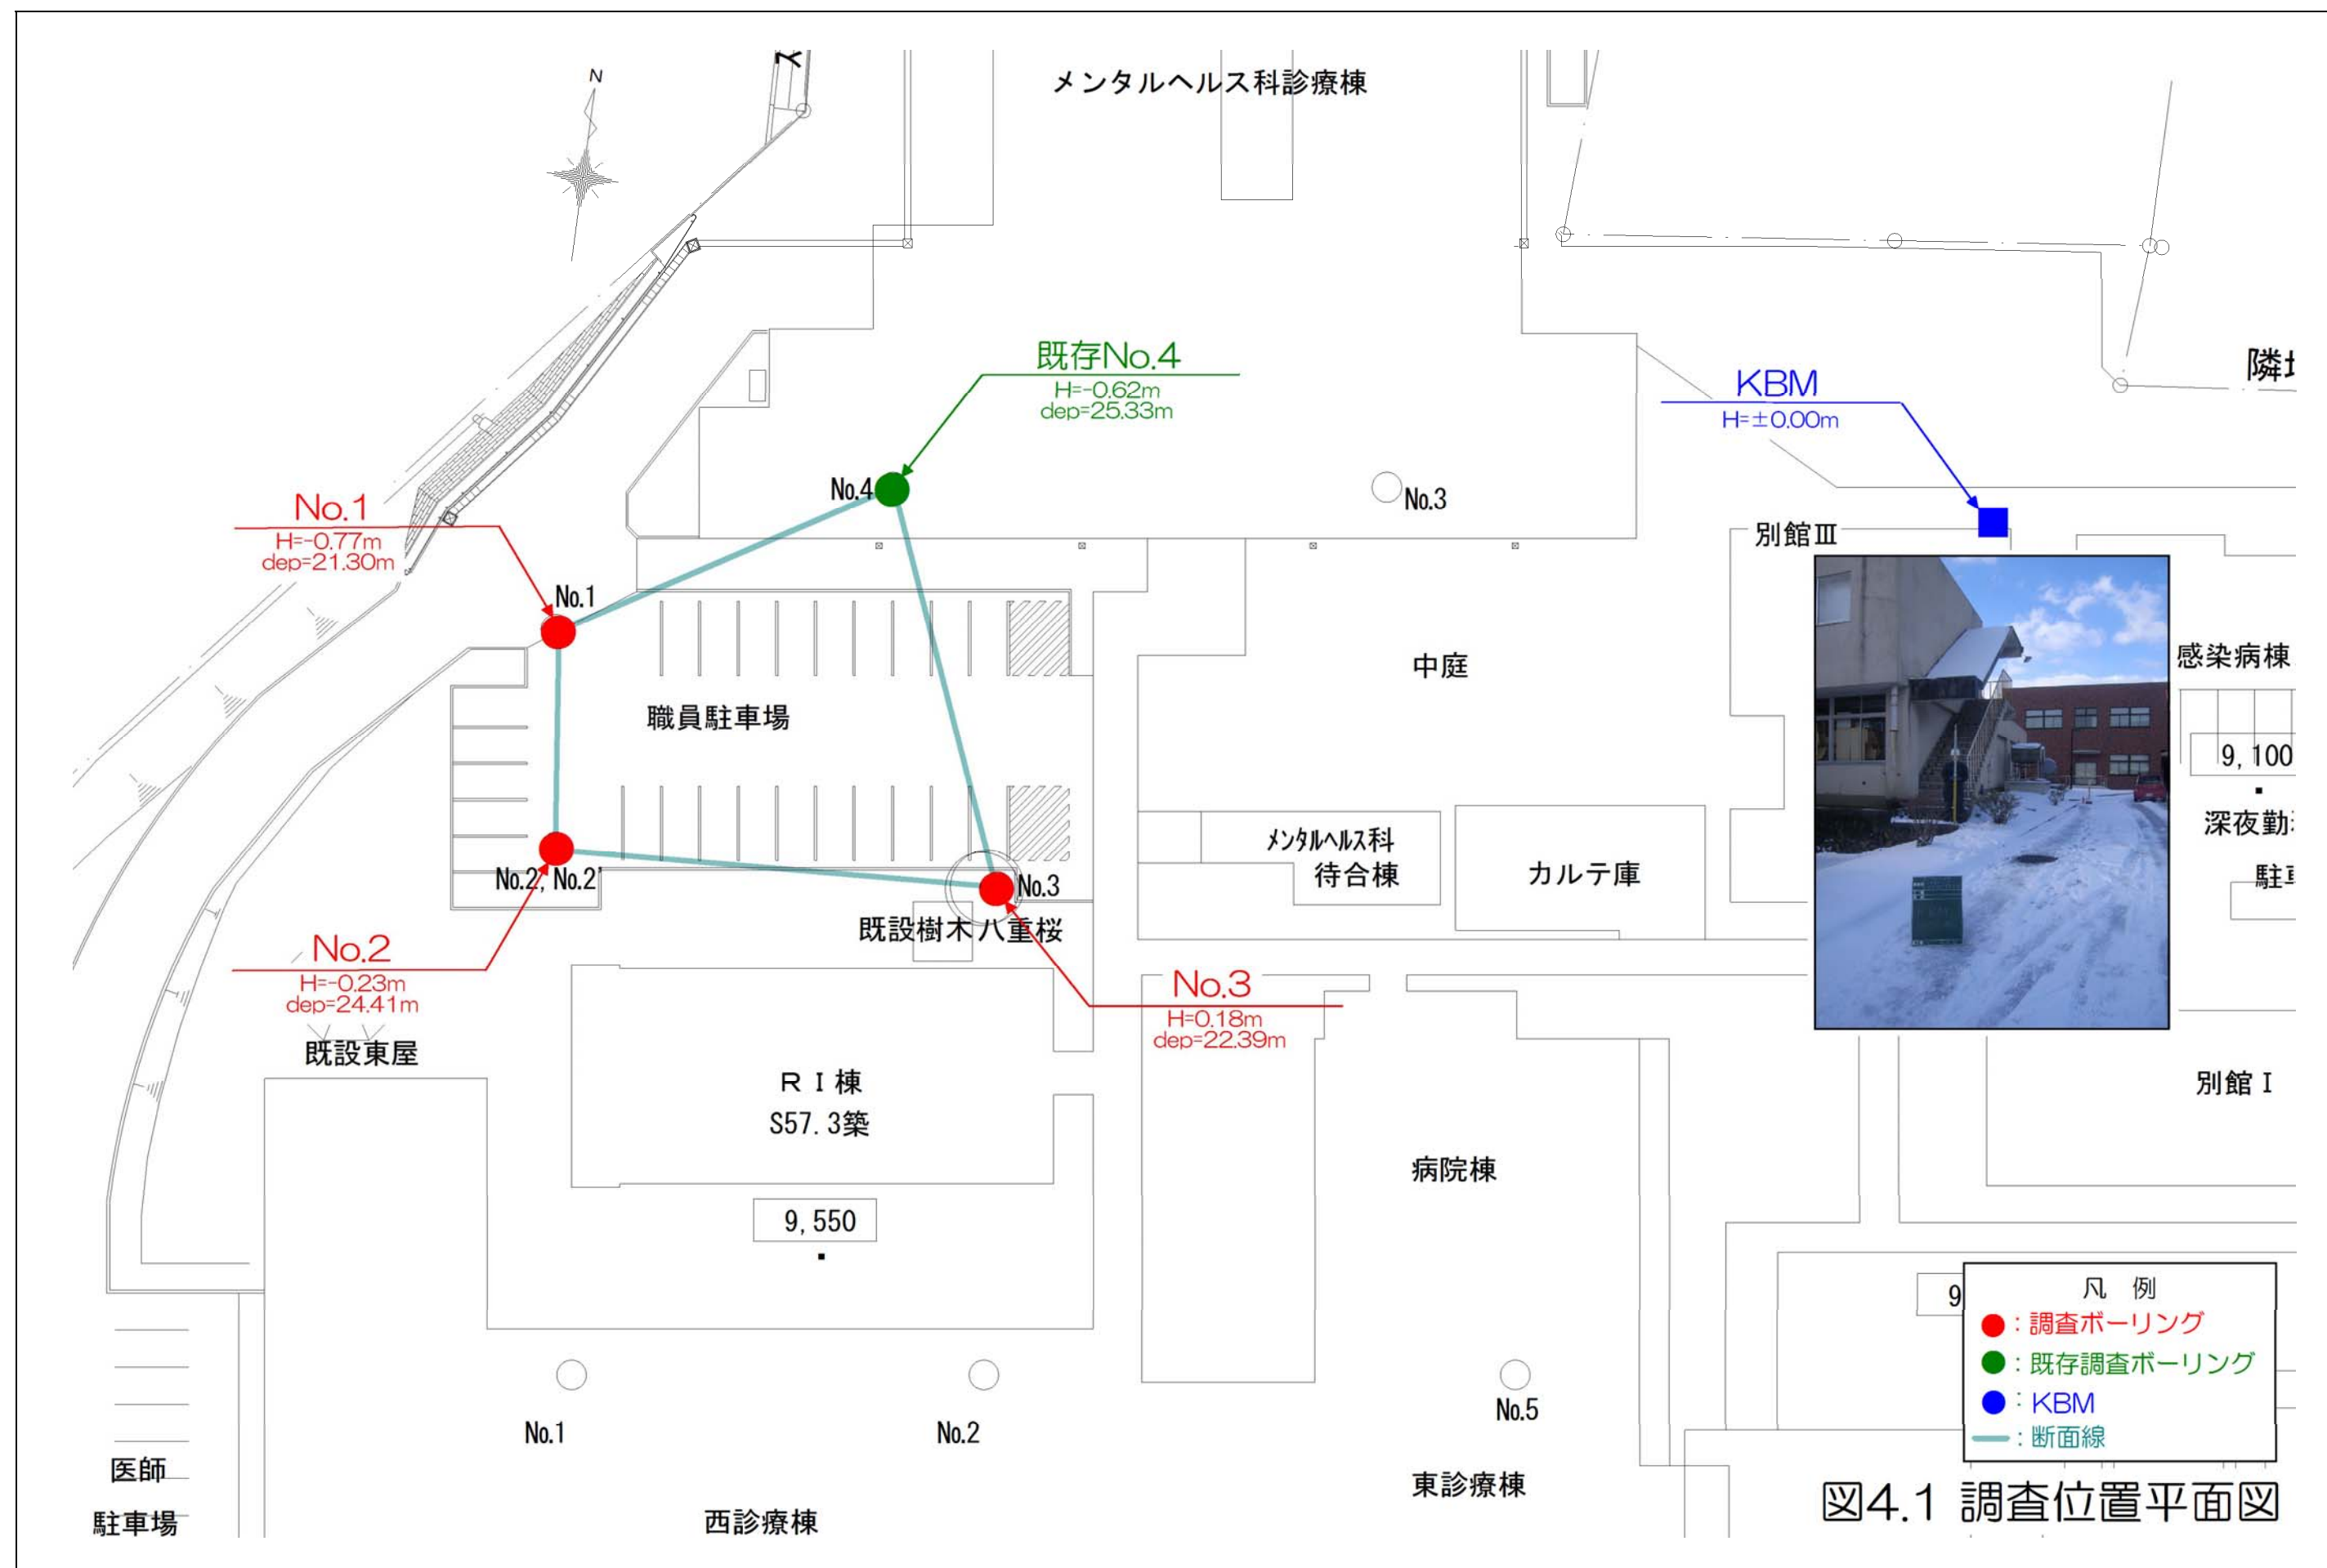 メンタルヘルス科診療棟
N
既存No.4
H=-0.62m
dep=25.33m
KBM
H=±0.00m
No.1
H=-0.77m
dep=21.30m
No.4
No.3
別館Ⅲ
No.1
中庭
感染病棟
職員駐車場
9,100
深夜勤
メンタルヘルス科
待合棟
カルテ庫
No.2, No.2'
No.3
既設樹木 八重桜
No.2
H=-0.23m
dep=24.41m
No.3
H=0.18m
dep=22.39m
既設東屋
RI棟
S57.3築
別館Ⅰ
病院棟
9,550
凡 例
●：調査ボーリング
●：既存調査ボーリング
●：KBM
：断面線
9
No.1
No.2
No.5
医師
駐車場
西診療棟
東診療棟
図4.1 調査位置平面図